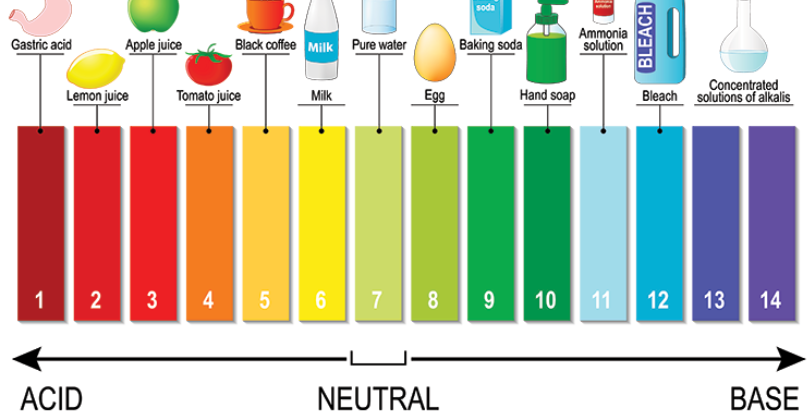 soda
BLEACH
Milk
Gastric acid
Apple juice
Black coffee
Pure water
Baking soda
Ammonia
solution
Lemon juice
Tomato juice
Milk
Egg
Hand soap
Bleach
Concentrated
solutions of alkalis
1 2 3 4 5 6 7 8 9 10 11 12 13 14
ACID NEUTRAL BASE